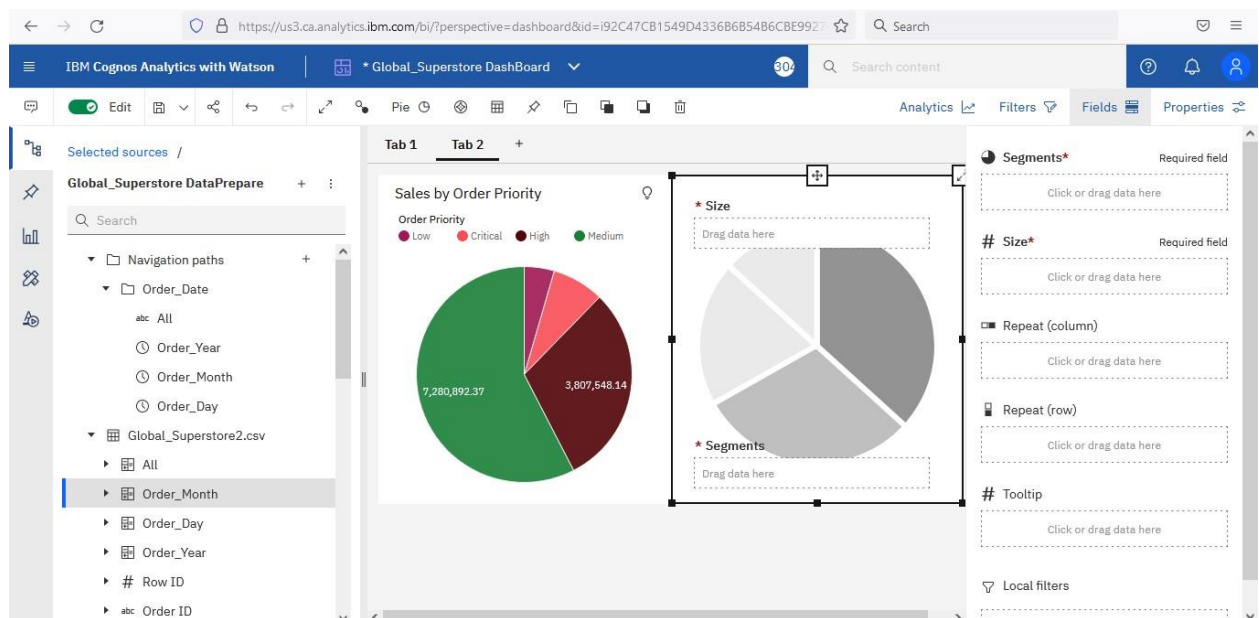 https://us3.ca.analytics.ibm.com/bi/?perspective=dashboard&id=i92C47CB1549D4336B6B54B6CBE9927
Search
IBM Cognos Analytics with Watson
* Global_Superstore DashBoard
304
Search content
Edit
Pie
Analytics
Filters
Fields
Properties
Selected sources /
Global_Superstore DataPrepare
Search
Navigation paths
Order_Date
abc All
Order_Year
Order_Month
Order_Day
Global_Superstore2.csv
All
Order_Month
Order_Day
Order_Year
# Row ID
abc Order ID
Tab 1 Tab 2 +
Sales by Order Priority
Order Priority
Low Critical High Medium
7,280,892.37
3,807,548.14
* Size
Drag data here
* Segments
Drag data here
Segments* Required field
Click or drag data here
# Size* Required field
Click or drag data here
Repeat (column)
Click or drag data here
Repeat (row)
Click or drag data here
# Tooltip
Click or drag data here
Local filters